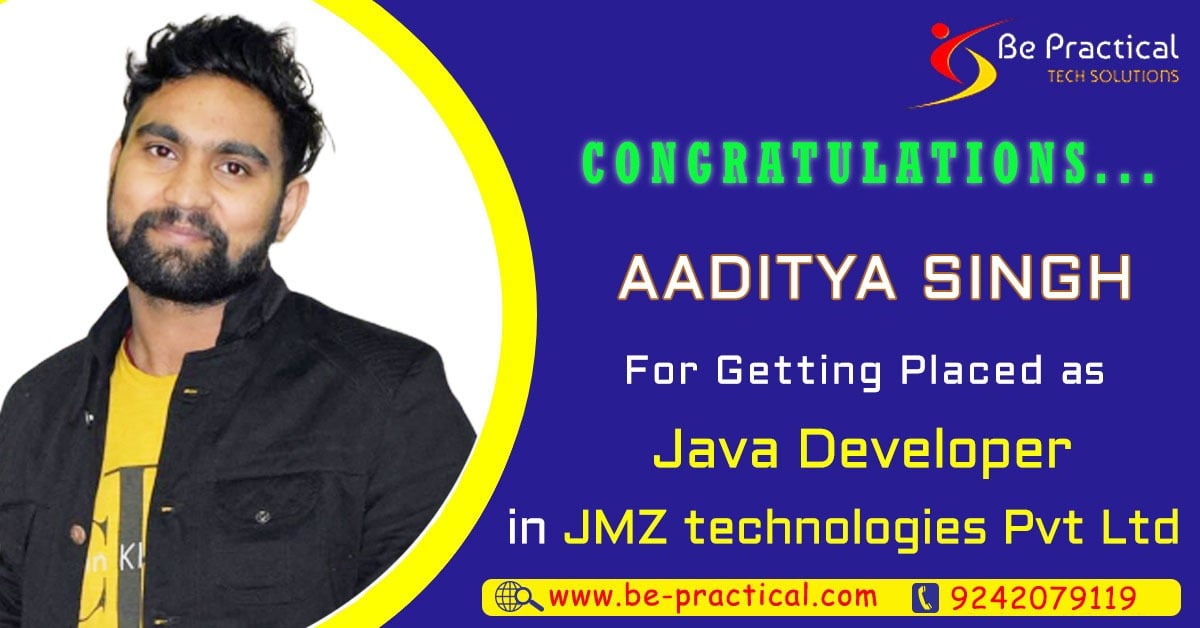 Be Practical
TECH SOLUTIONS
CONGRATULATIONS...
AADITYA SINGH
For Getting Placed as
Java Developer
in JMZ technologies Pvt Ltd
www.be-practical.com 9242079119